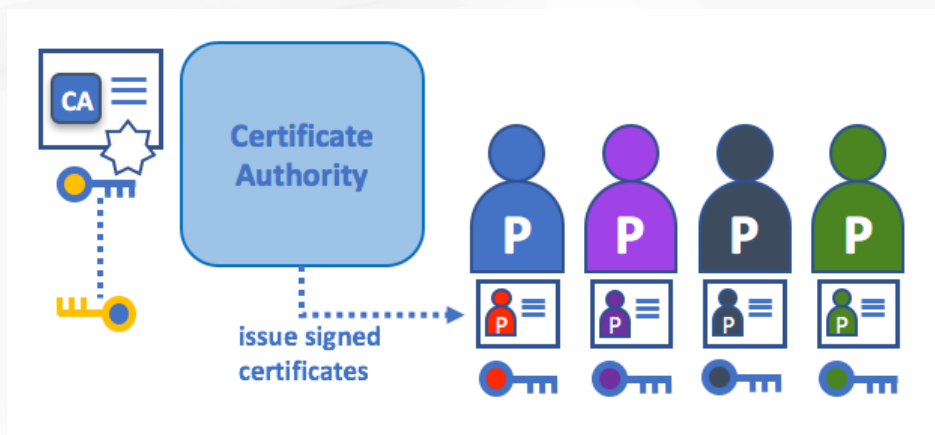 CA
Certificate
Authority
P P P P
P P P P
issue signed
certificates